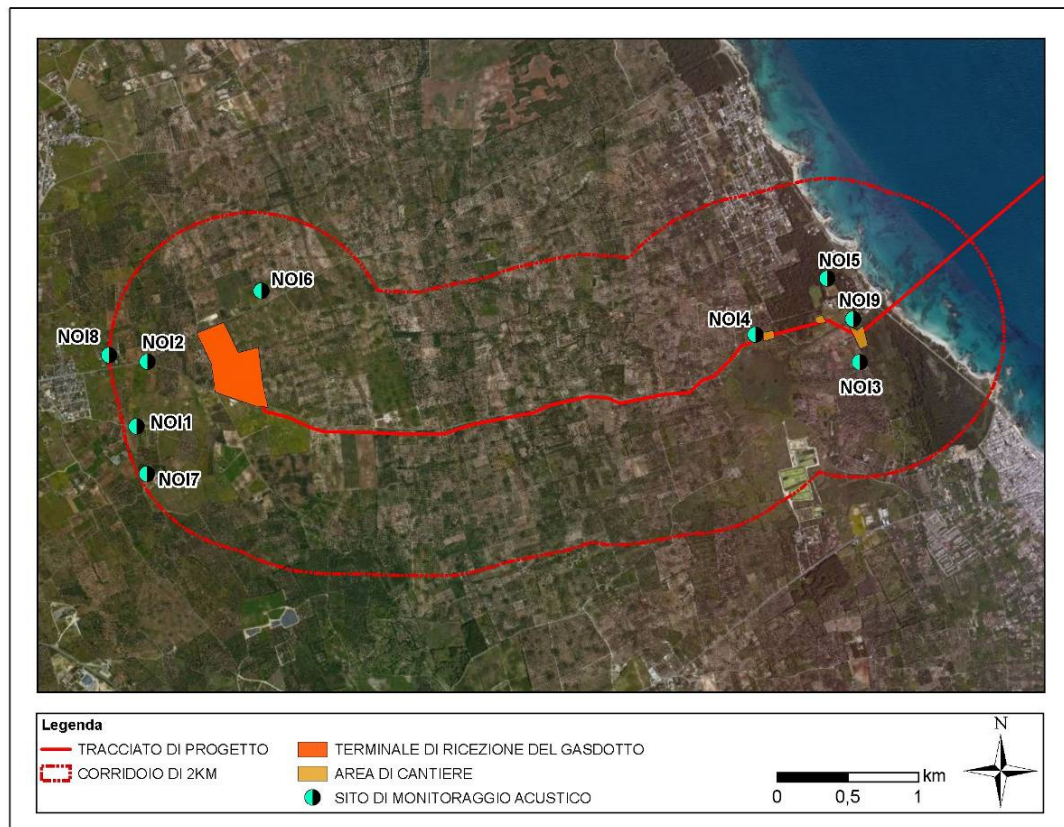 NOI5
NOI6
NOI9
NOI4
NOI8
NOI2
NOI3
NOI1
NOI7
Legenda
TRACCIATO DI PROGETTO
TERMINALE DI RICEZIONE DEL GASDOTTO
CORRIDOIO DI 2KM
AREA DI CANTIERE
SITO DI MONITORAGGIO ACUSTICO
N
km
0 0,5 1